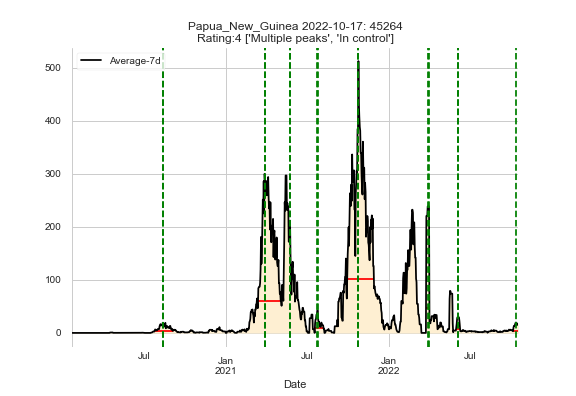 Papua_New_Guinea 2022-10-17: 45264
Rating:4 ['Multiple peaks', 'In control']
Average-7d
500
400
300
200
100
0
Jul
Jan
2021
Jul
Jan
2022
Jul
Date